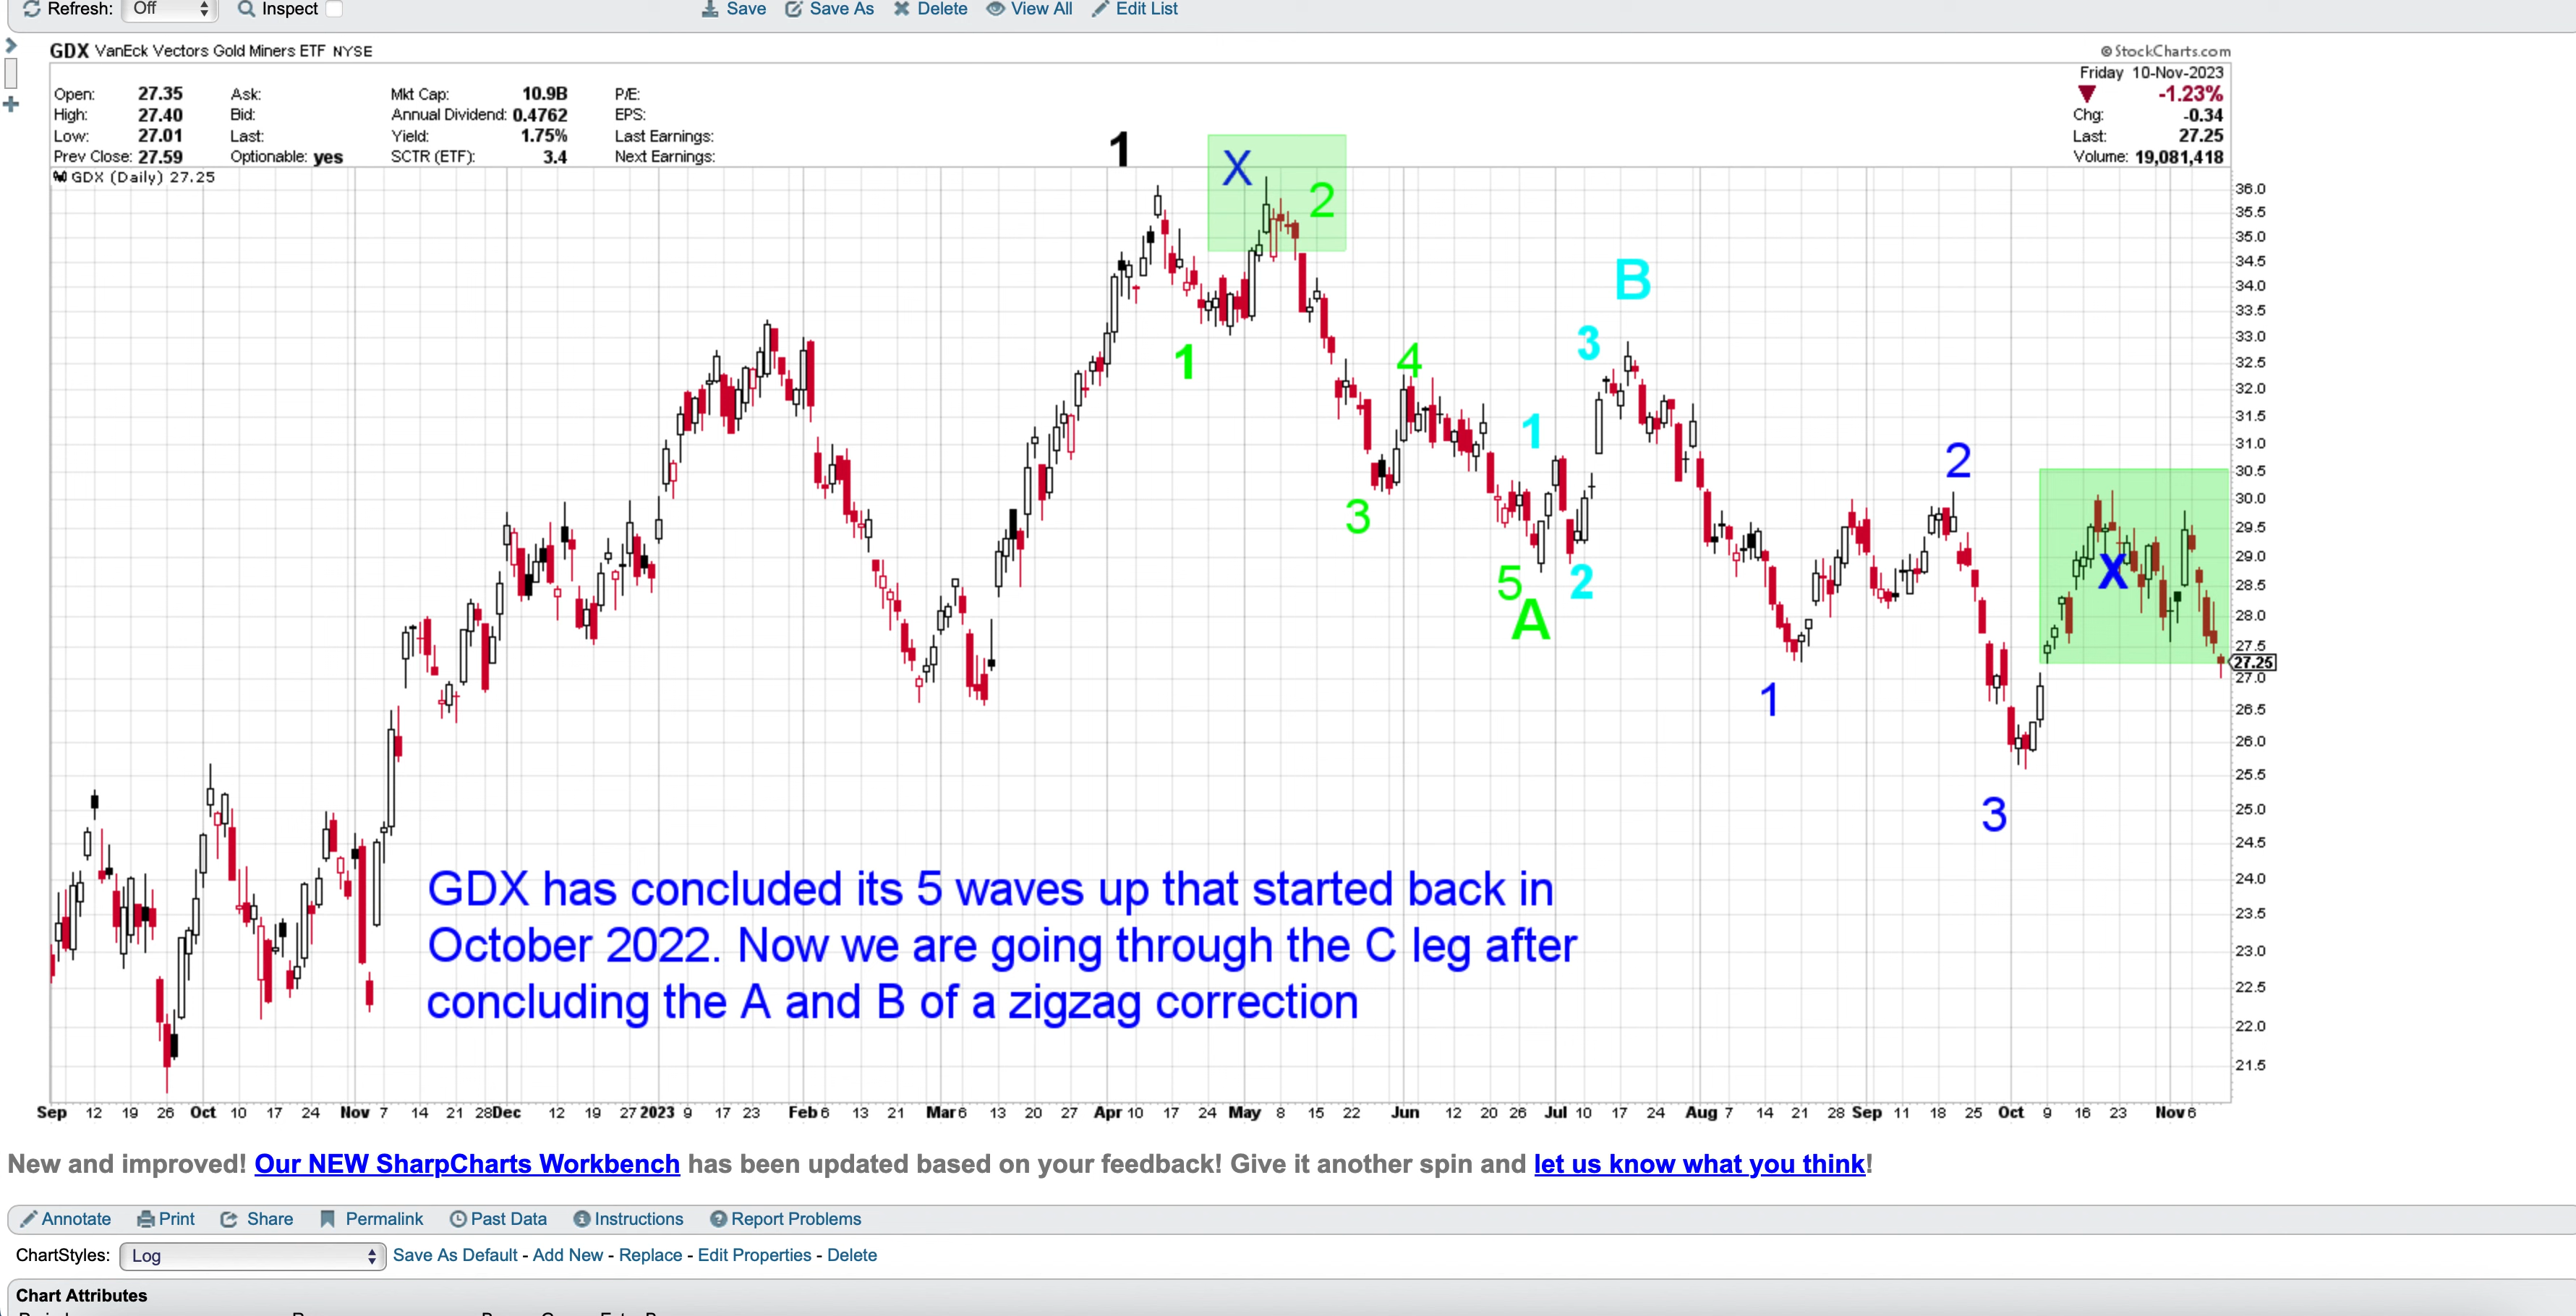 Refresh: Off Inspect Save Save As Delete View All Edit List
GDX VanEck Vectors Gold Miners ETF NYSE
© StockCharts.com
Friday 10-Nov-2023
Open: 27.35 Ask: Mkt Cap: 10.9B P/E: -1.23%
High: 27.40 Bid: Annual Dividend: 0.4762 EPS: Chg: -0.34
Low: 27.01 Last: Yield: 1.75% Last Earnings: Last: 27.25
Prev Close: 27.59 Optionable: yes SCTR (ETF): 3.4 Next Earnings: Volume: 19,081,418
GDX (Daily) 27.25
1
X
2
1
3
4
5
A
1
2
3
B
1
2
3
X
36.0
35.5
35.0
34.5
34.0
33.5
33.0
32.5
32.0
31.5
31.0
30.5
30.0
29.5
29.0
28.5
28.0
27.5
27.25
27.0
26.5
26.0
25.5
25.0
24.5
24.0
23.5
23.0
22.5
22.0
21.5
GDX has concluded its 5 waves up that started back in
October 2022. Now we are going through the C leg after
concluding the A and B of a zigzag correction
Sep 12 19 26 Oct 10 17 24 Nov 7 14 21 28 Dec 12 19 27 2023 9 17 23 Feb 6 13 21 Mar 6 13 20 27 Apr 10 17 24 May 8 15 22 Jun 12 20 26 Jul 10 17 24 Aug 7 14 21 28 Sep 11 18 25 Oct 9 16 23 Nov 6
New and improved! Our NEW SharpCharts Workbench has been updated based on your feedback! Give it another spin and let us know what you think!
Annotate Print Share Permalink Past Data Instructions Report Problems
ChartStyles: Log Save As Default - Add New - Replace - Edit Properties - Delete
Chart Attributes